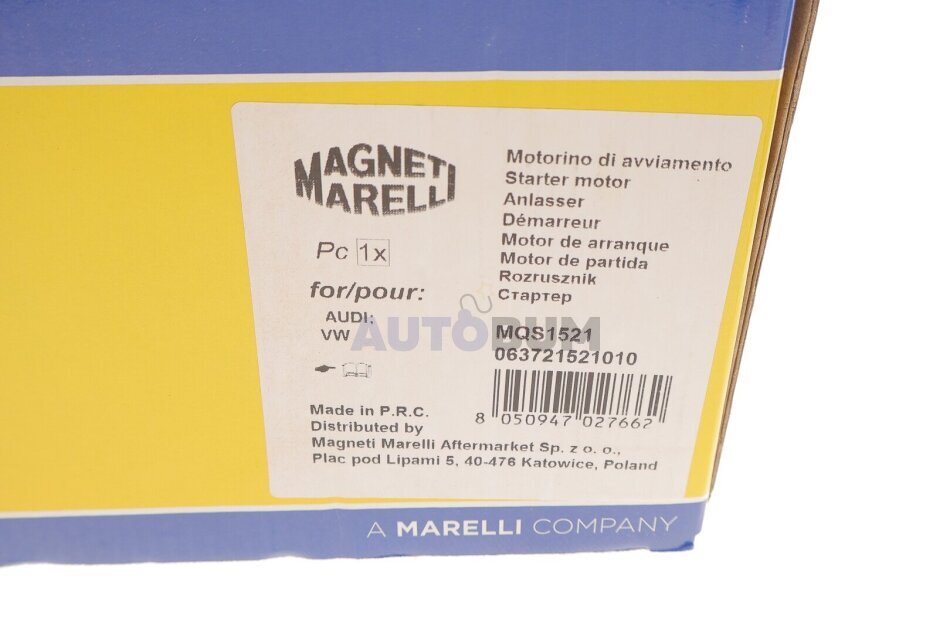 MAGNETI
MARELLI
Pc 1x
for/pour:
AUDI;
VW
Motorino di avviamento
Starter motor
Anlasser
Démarreur
Motor de arranque
Motor de partida
Rozrusznik
Стартер
AUTOBUM
MQS1521
063721521010
8 050947 027662
Made in P.R.C.
Distributed by
Magneti Marelli Aftermarket Sp. z o. o.,
Plac pod Lipami 5, 40-476 Katowice, Poland
A MARELLI COMPANY